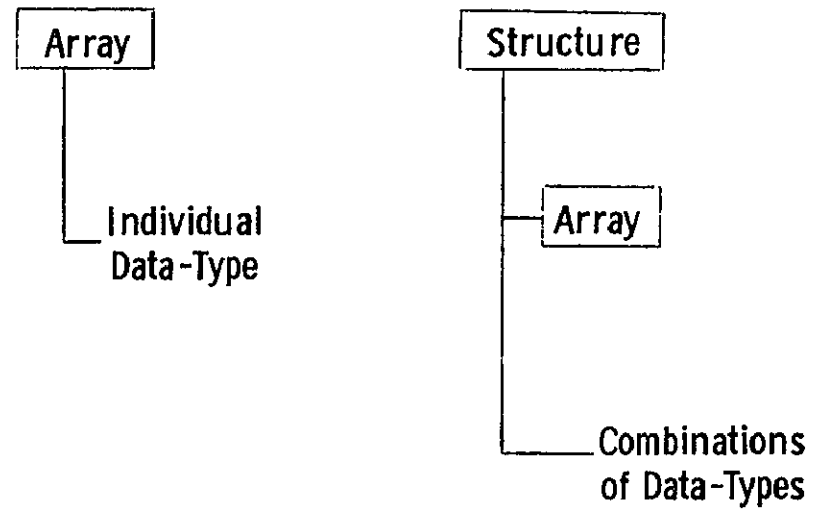 Array
Individual
Data-Type
Structure
Array
Combinations
of Data-Types